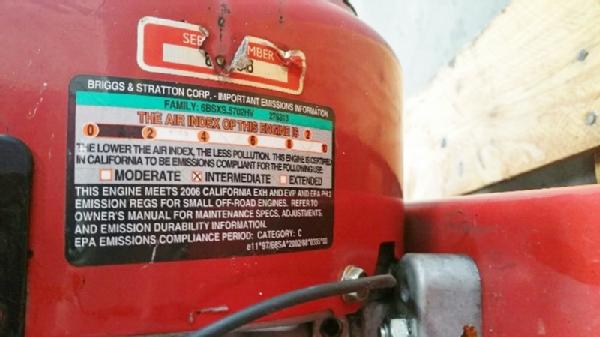 BRIGGS & STRATTON CORP. - IMPORTANT EMISSIONS INFORMATION
FAMILY:
THE AIR INDEX OF THIS ENGINE IS
0 2 4 6 8
THE LOWER THE AIR INDEX, THE LESS POLLUTION. THIS ENGINE IS CERTIFIED
IN CALIFORNIA TO BE EMISSIONS COMPLIANT FOR THE FOLLOWING USE:
MODERATE INTERMEDIATE EXTENDED
THIS ENGINE MEETS 2006 CALIFORNIA EXH AND EVP AND EPA PH 2
EMISSION REGS FOR SMALL OFF-ROAD ENGINES. REFER TO
OWNER'S MANUAL FOR MAINTENANCE SPECS, ADJUSTMENTS,
AND EMISSION DURABILITY INFORMATION.
EPA EMISSIONS COMPLIANCE PERIOD: CATEGORY: C